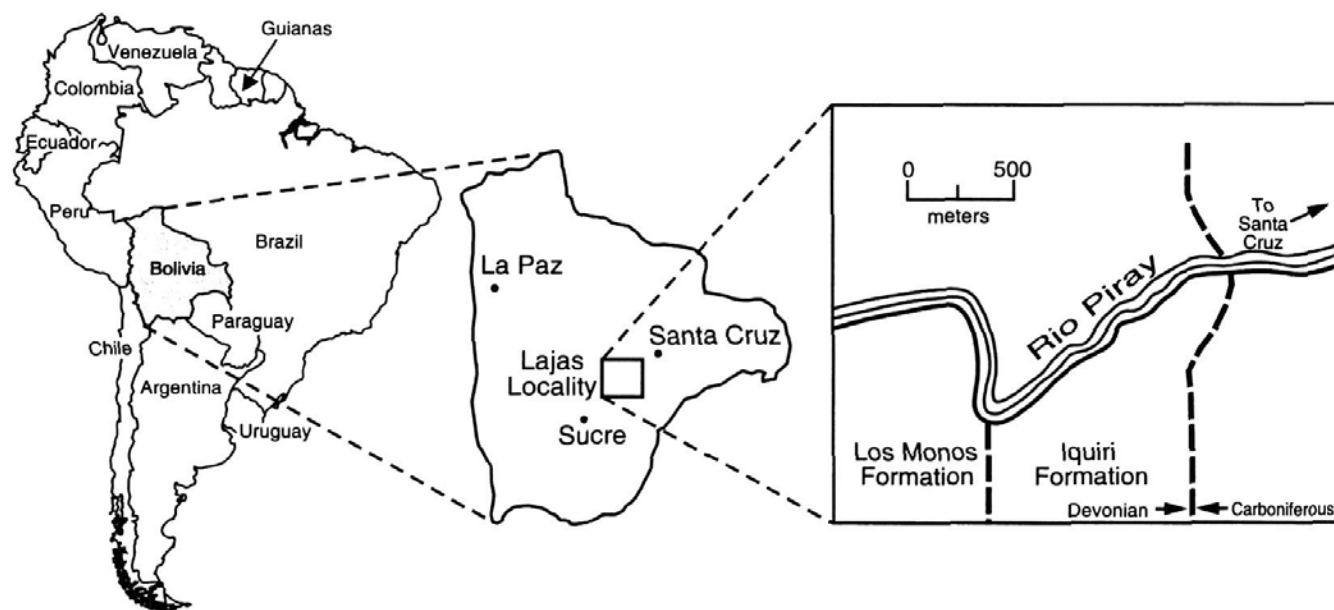 Guianas
Venezuela
Colombia
Ecuador
Peru
Brazil
Bolivia
Paraguay
Chile
Argentina
Uruguay
La Paz
Santa Cruz
Lajas
Locality
Sucre
0 500
meters
To
Santa
Cruz
Rio Piray
Los Monos
Formation
Iquiri
Formation
Devonian
Carboniferous